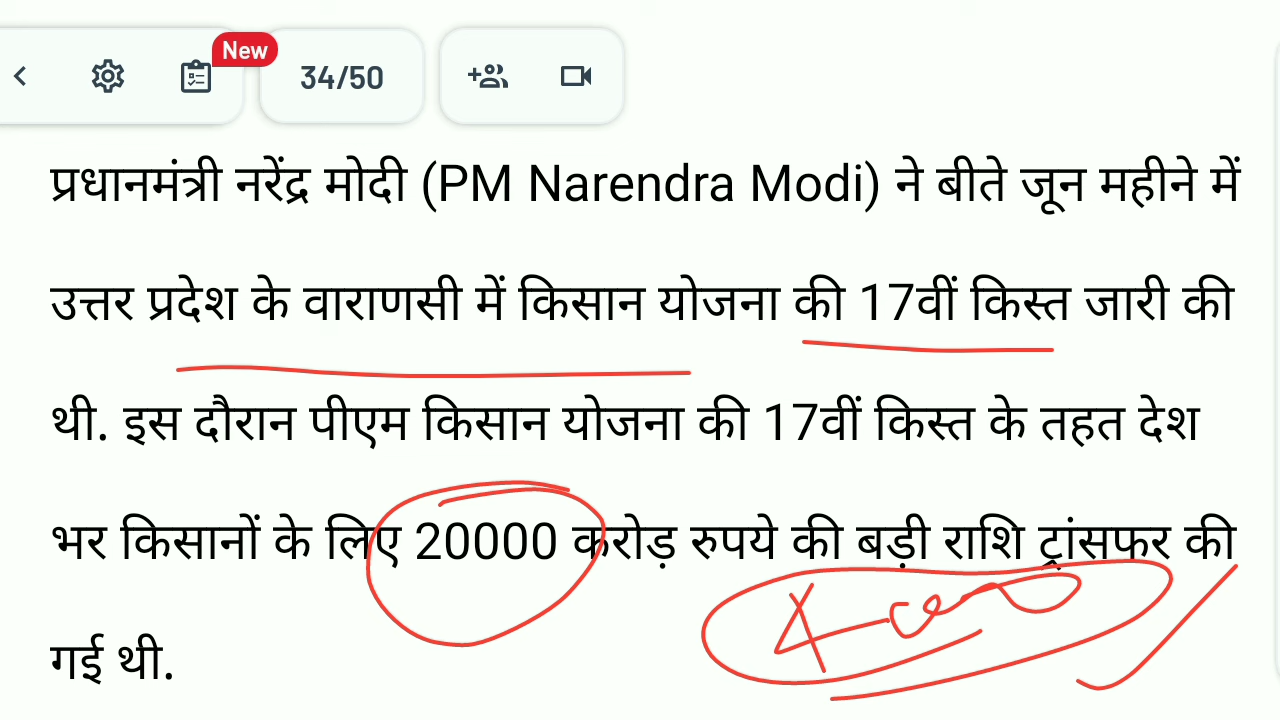 New
34/50
प्रधानमंत्री नरेंद्र मोदी (PM Narendra Modi) ने बीते जून महीने में
उत्तर प्रदेश के वाराणसी में किसान योजना की 17वीं किस्त जारी की
थी. इस दौरान पीएम किसान योजना की 17वीं किस्त के तहत देश
भर किसानों के लिए 20000 करोड़ रुपये की बड़ी राशि ट्रांसफर की
गई थी.